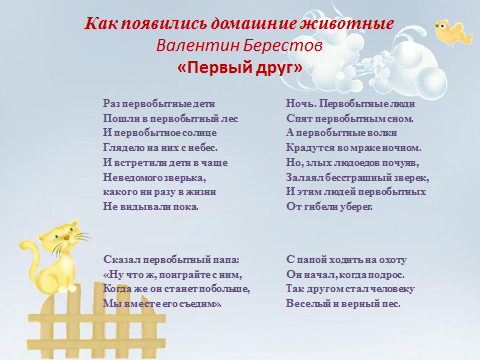 Как появились домашние животные
Валентин Берестов
«Первый друг»
Раз первобытные дети
Пошли в первобытный лес
И первобытное солнце
Глядело на них с небес.
И встретили дети в чаще
Неведомого зверька,
какого ни разу в жизни
Не видывали пока.
Сказал первобытный папа:
«Ну что ж, поиграйте с ним,
Когда же он станет побольше,
Мы вместе его съедим».
Ночь. Первобытные люди
Спят первобытным сном.
А первобытные волки
Крадутся во мраке ночном.
Но, злых людоедов почуяв,
Залаял бесстрашный зверек,
И этим людей первобытных
От гибели уберег.
С папой ходить на охоту
Он начал, когда подрос.
Так другом стал человеку
Веселый и верный пес.